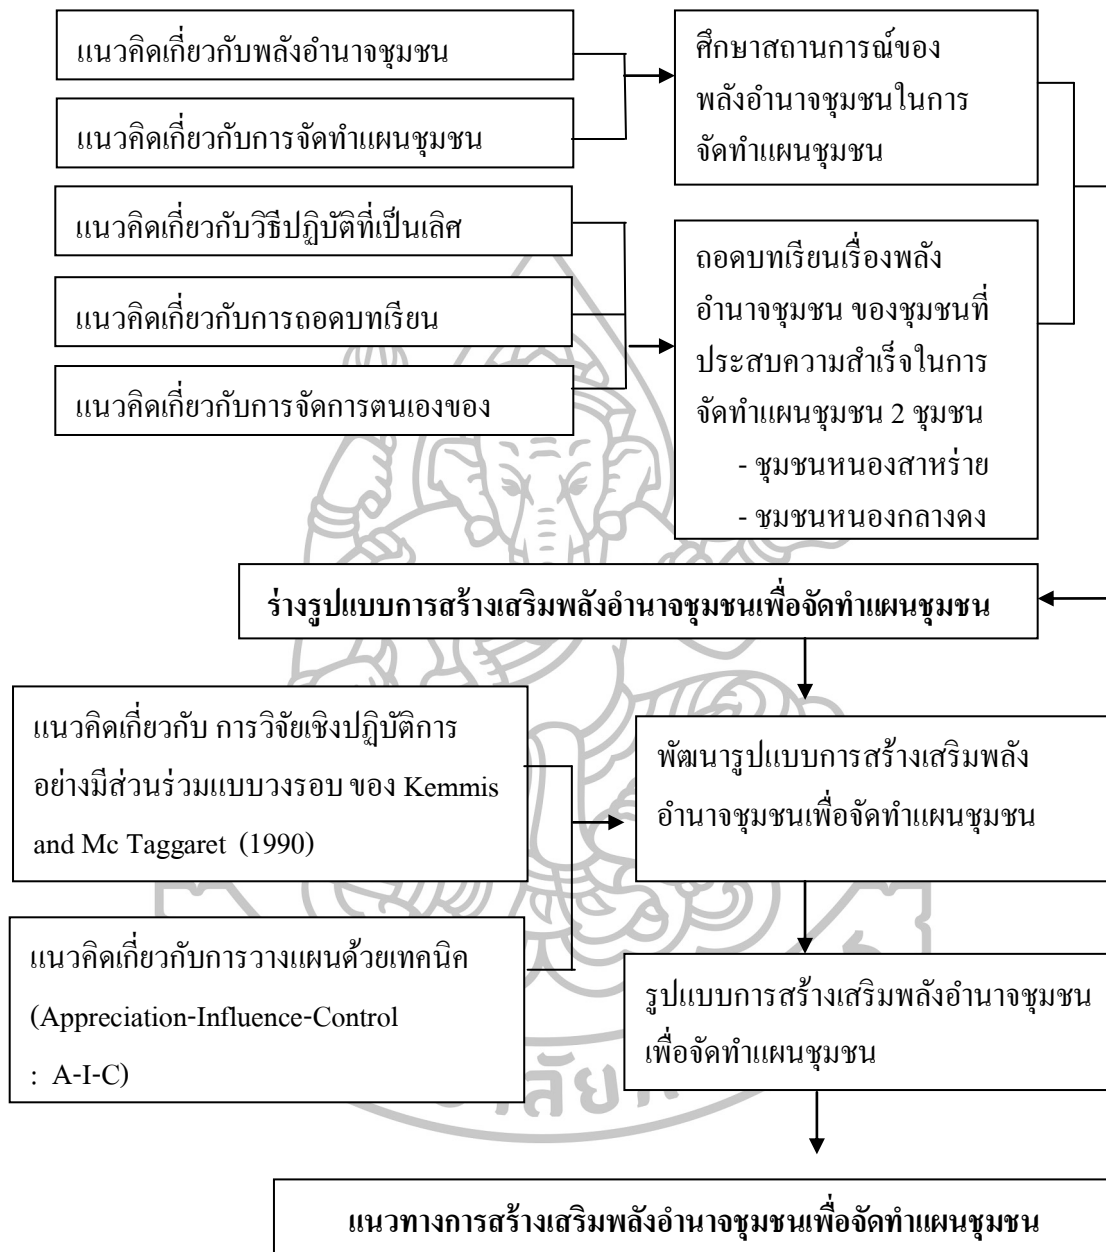 แนวคิดเกี่ยวกับพลังอำนาจชุมชน
แนวคิดเกี่ยวกับการจัดทำแผนชุมชน
ศึกษาสถานการณ์ของ
พลังอำนาจชุมชนในการ
จัดทำแผนชุมชน
แนวคิดเกี่ยวกับวิธีปฏิบัติที่เป็นเลิศ
แนวคิดเกี่ยวกับการถอดบทเรียน
แนวคิดเกี่ยวกับการจัดการตนเองของ
ถอดบทเรียนเรื่องพลัง
อำนาจชุมชน ของชุมชนที่
ประสบความสำเร็จในการ
จัดทำแผนชุมชน 2 ชุมชน
- ชุมชนหนองสาหร่าย
- ชุมชนหนองกลางดง
ร่างรูปแบบการสร้างเสริมพลังอำนาจชุมชนเพื่อจัดทำแผนชุมชน
แนวคิดเกี่ยวกับ การวิจัยเชิงปฏิบัติการ
อย่างมีส่วนร่วมแบบวงรอบ ของ Kemmis
and Mc Taggaret (1990)
พัฒนารูปแบบการสร้างเสริมพลัง
อำนาจชุมชนเพื่อจัดทำแผนชุมชน
แนวคิดเกี่ยวกับการวางแผนด้วยเทคนิค
(Appreciation-Influence-Control
: A-I-C)
รูปแบบการสร้างเสริมพลังอำนาจชุมชน
เพื่อจัดทำแผนชุมชน
แนวทางการสร้างเสริมพลังอำนาจชุมชนเพื่อจัดทำแผนชุมชน